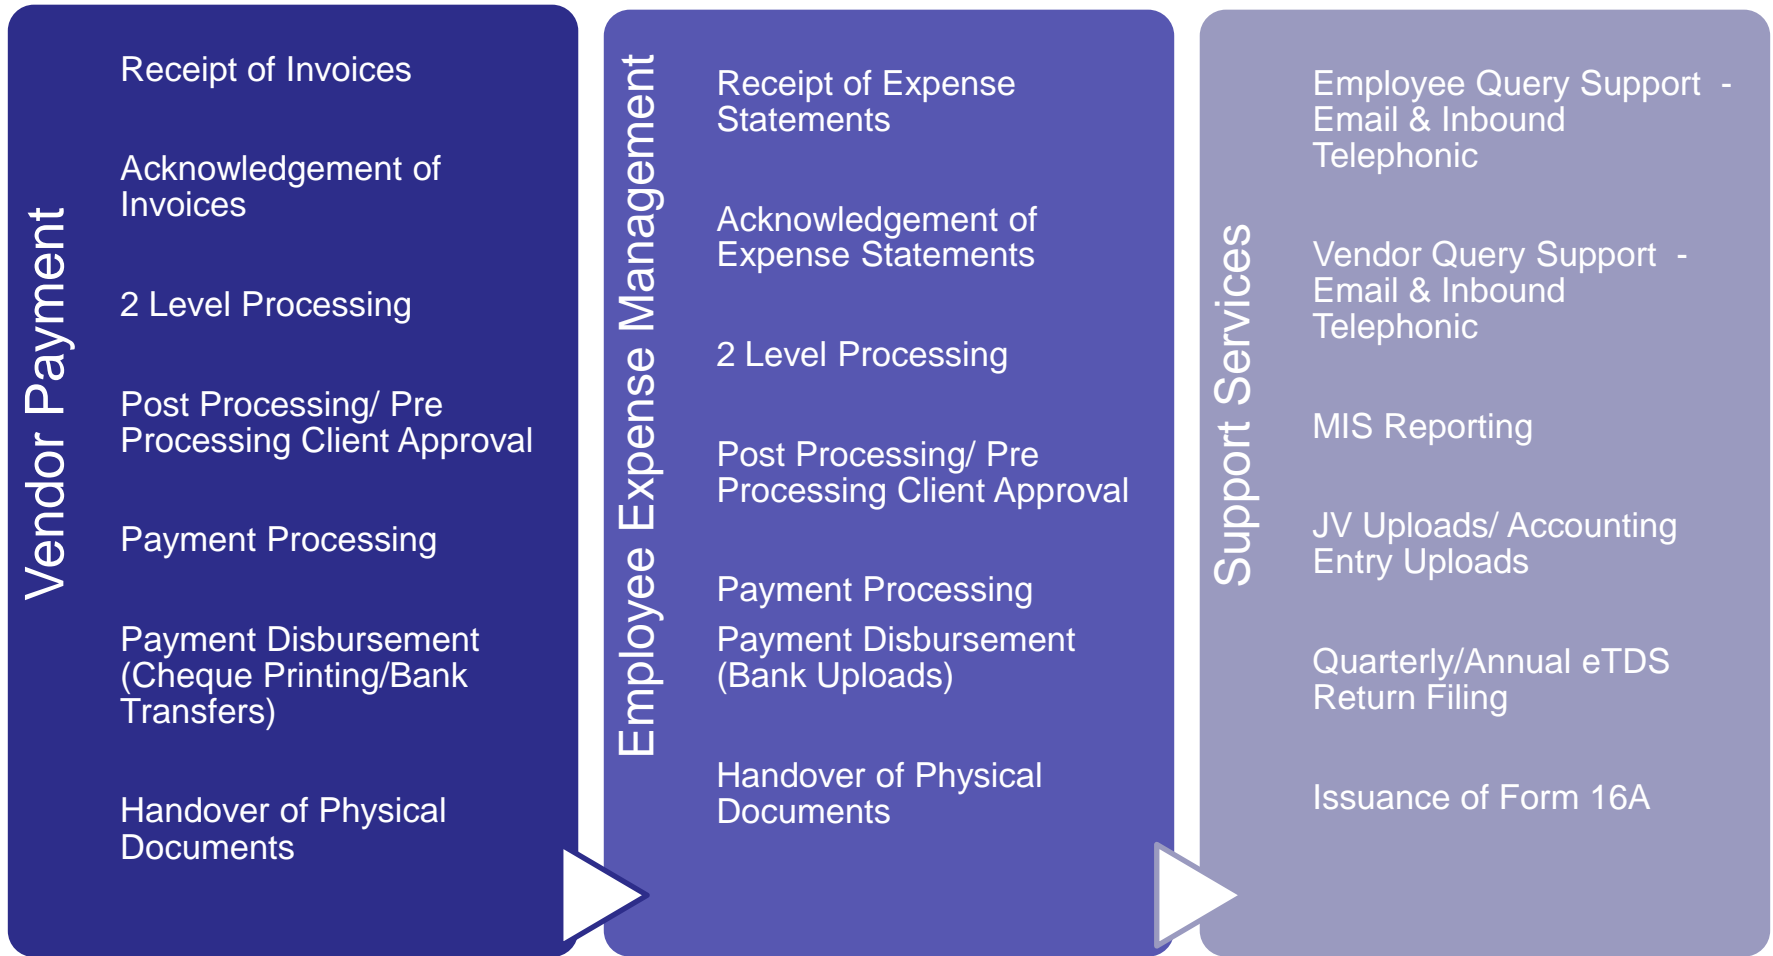 Vendor Payment
Receipt of Invoices
Acknowledgement of
Invoices
2 Level Processing
Post Processing/ Pre
Processing Client Approval
Payment Processing
Payment Disbursement
(Cheque Printing/Bank
Transfers)
Handover of Physical
Documents
Employee Expense Management
Receipt of Expense
Statements
Acknowledgement of
Expense Statements
2 Level Processing
Post Processing/ Pre
Processing Client Approval
Payment Processing
Payment Disbursement
(Bank Uploads)
Handover of Physical
Documents
Support Services
Employee Query Support -
Email & Inbound
Telephonic
Vendor Query Support -
Email & Inbound
Telephonic
MIS Reporting
JV Uploads/ Accounting
Entry Uploads
Quarterly/Annual eTDS
Return Filing
Issuance of Form 16A